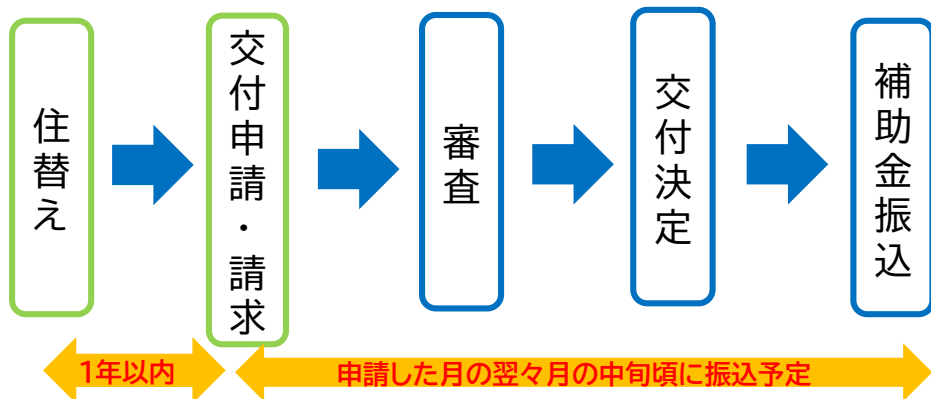 住替え
交付申請・請求
審査
交付決定
補助金振込
1年以内
申請した月の翌々月の中旬頃に振込予定